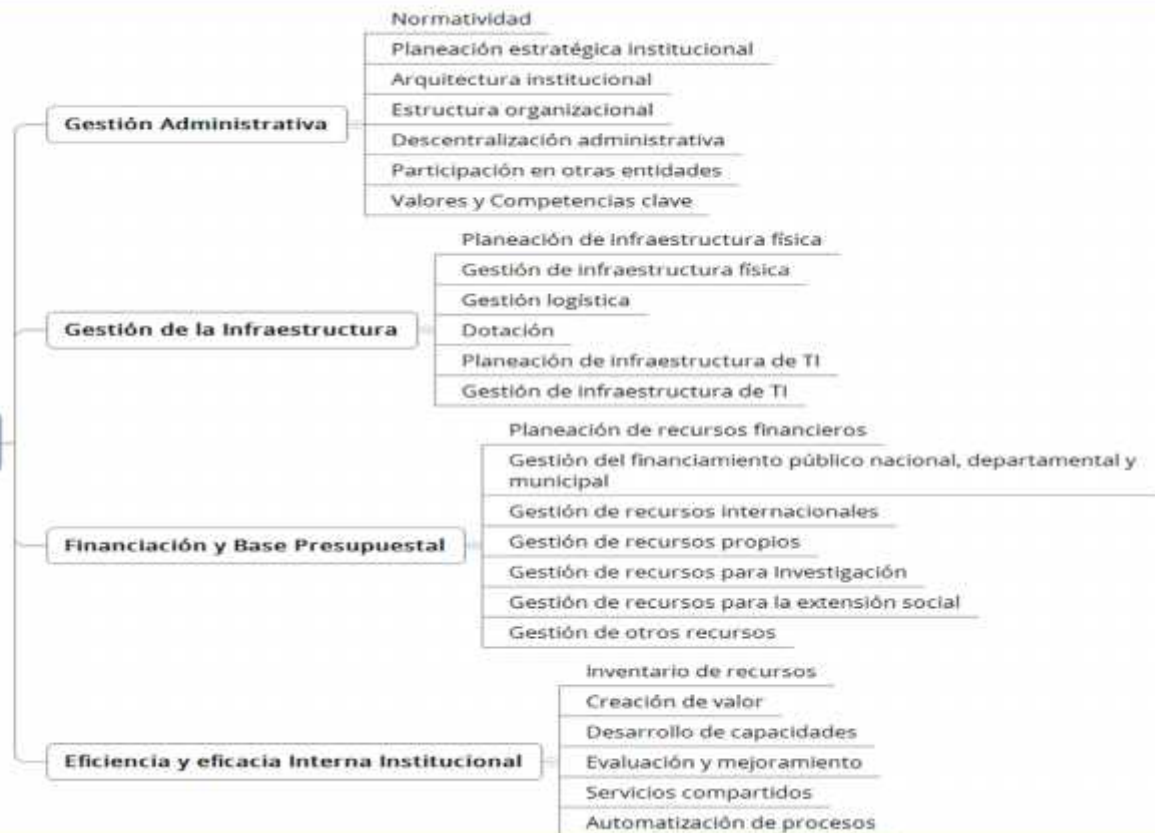 Normatividad
Planeación estratégica institucional
Arquitectura institucional
Gestión Administrativa
Estructura organizacional
Descentralización administrativa
Participación en otras entidades
Valores y Competencias clave
Planeación de infraestructura física
Gestión de infraestructura física
Gestión logística
Gestión de la Infraestructura
Dotación
Planeación de infraestructura de TI
Gestión de infraestructura de TI
Planeación de recursos financieros
Gestión del financiamiento público nacional, departamental y
municipal
Gestión de recursos internacionales
Financiación y Base Presupuestal
Gestión de recursos propios
Gestión de recursos para Investigación
Gestión de recursos para la extensión social
Gestión de otros recursos
Inventario de recursos
Creación de valor
Desarrollo de capacidades
Eficiencia y eficacia Interna Institucional
Evaluación y mejoramiento
Servicios compartidos
Automatización de procesos